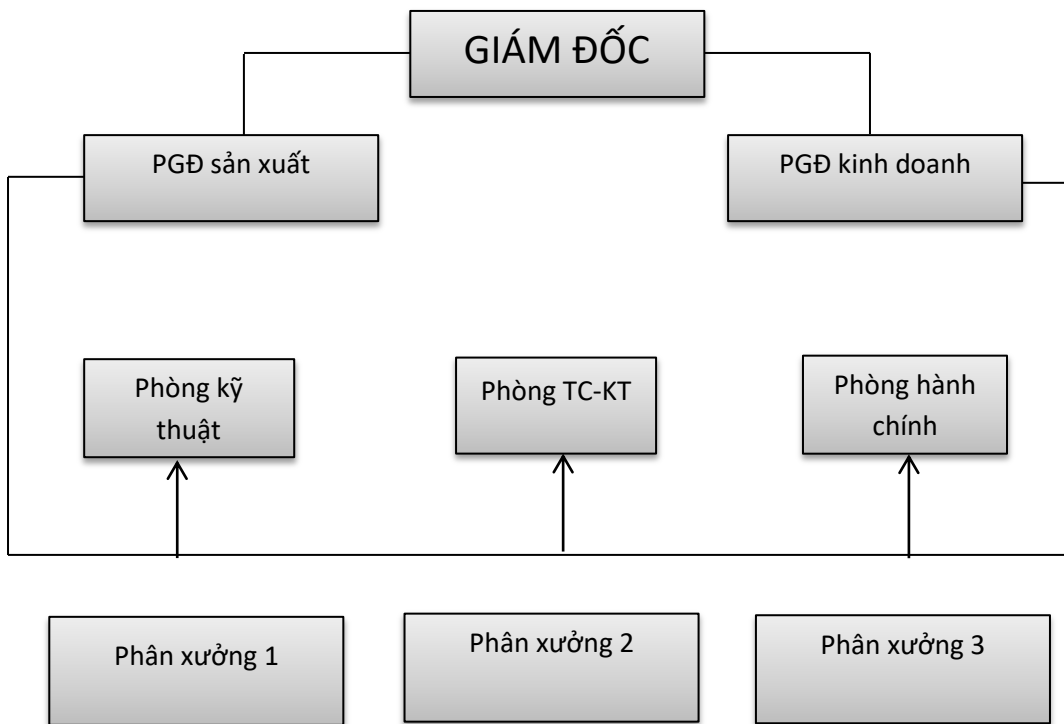 GIÁM ĐỐC
PGĐ sản xuất
PGĐ kinh doanh
Phòng kỹ
thuật
Phòng TC-KT
Phòng hành
chính
Phân xưởng 1
Phân xưởng 2
Phân xưởng 3